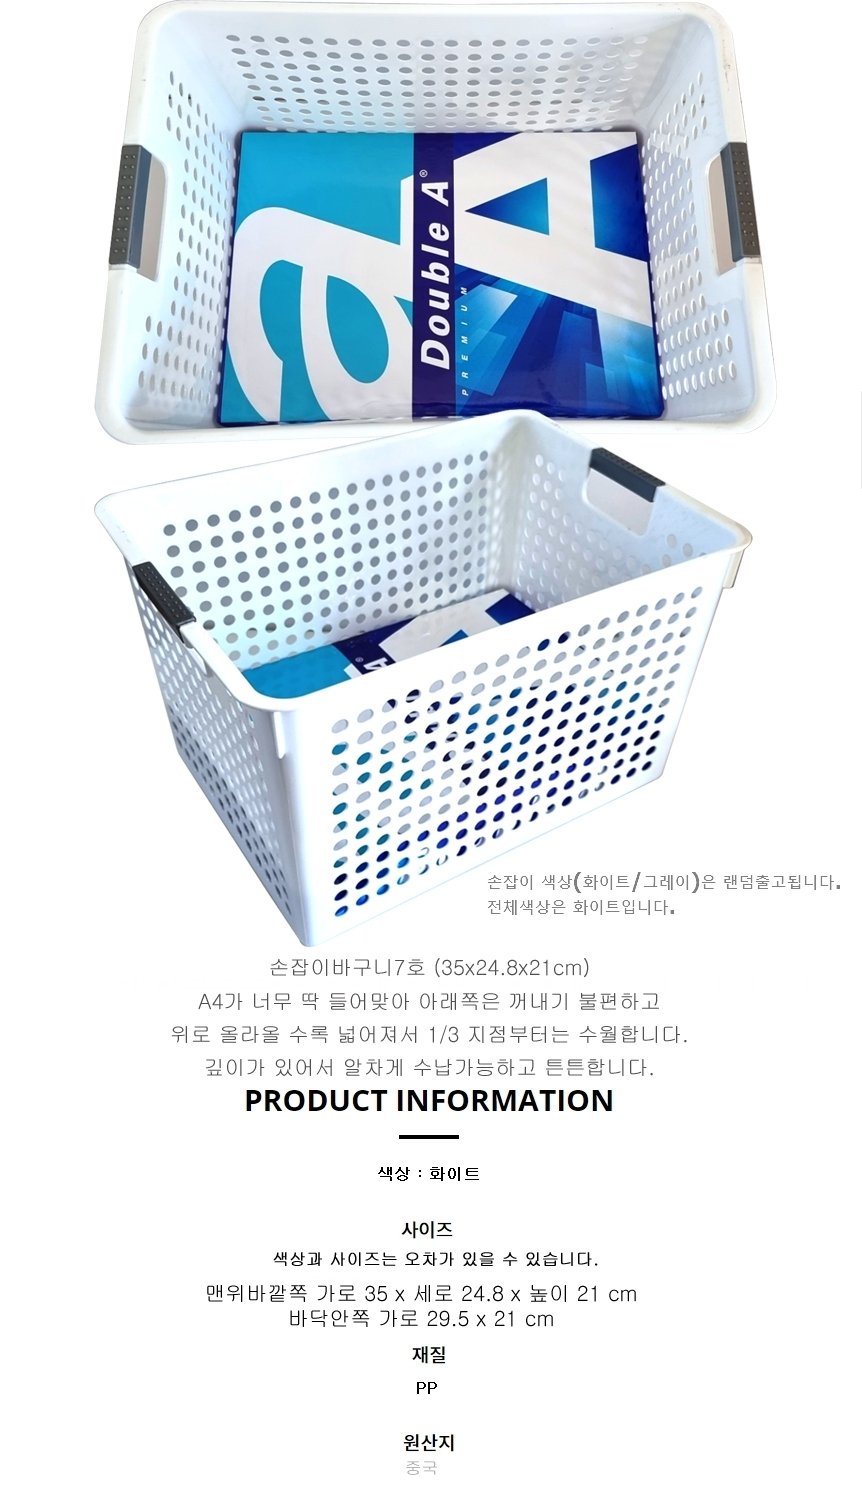 a A
Double A®
PREMIUM
A®
손잡이 색상(화이트/그레이)은 랜덤출고됩니다.
전체색상은 화이트입니다.
손잡이바구니7호 (35x24.8x21cm)
A4가 너무 딱 들어맞아 아래쪽은 꺼내기 불편하고
위로 올라올 수록 넓어져서 1/3 지점부터는 수월합니다.
깊이가 있어서 알차게 수납가능하고 튼튼합니다.
PRODUCT INFORMATION
색상 : 화이트
사이즈
색상과 사이즈는 오차가 있을 수 있습니다.
맨위바깥쪽 가로 35 x 세로 24.8 x 높이 21 cm
바닥안쪽 가로 29.5 x 21 cm
재질
PP
원산지
중국